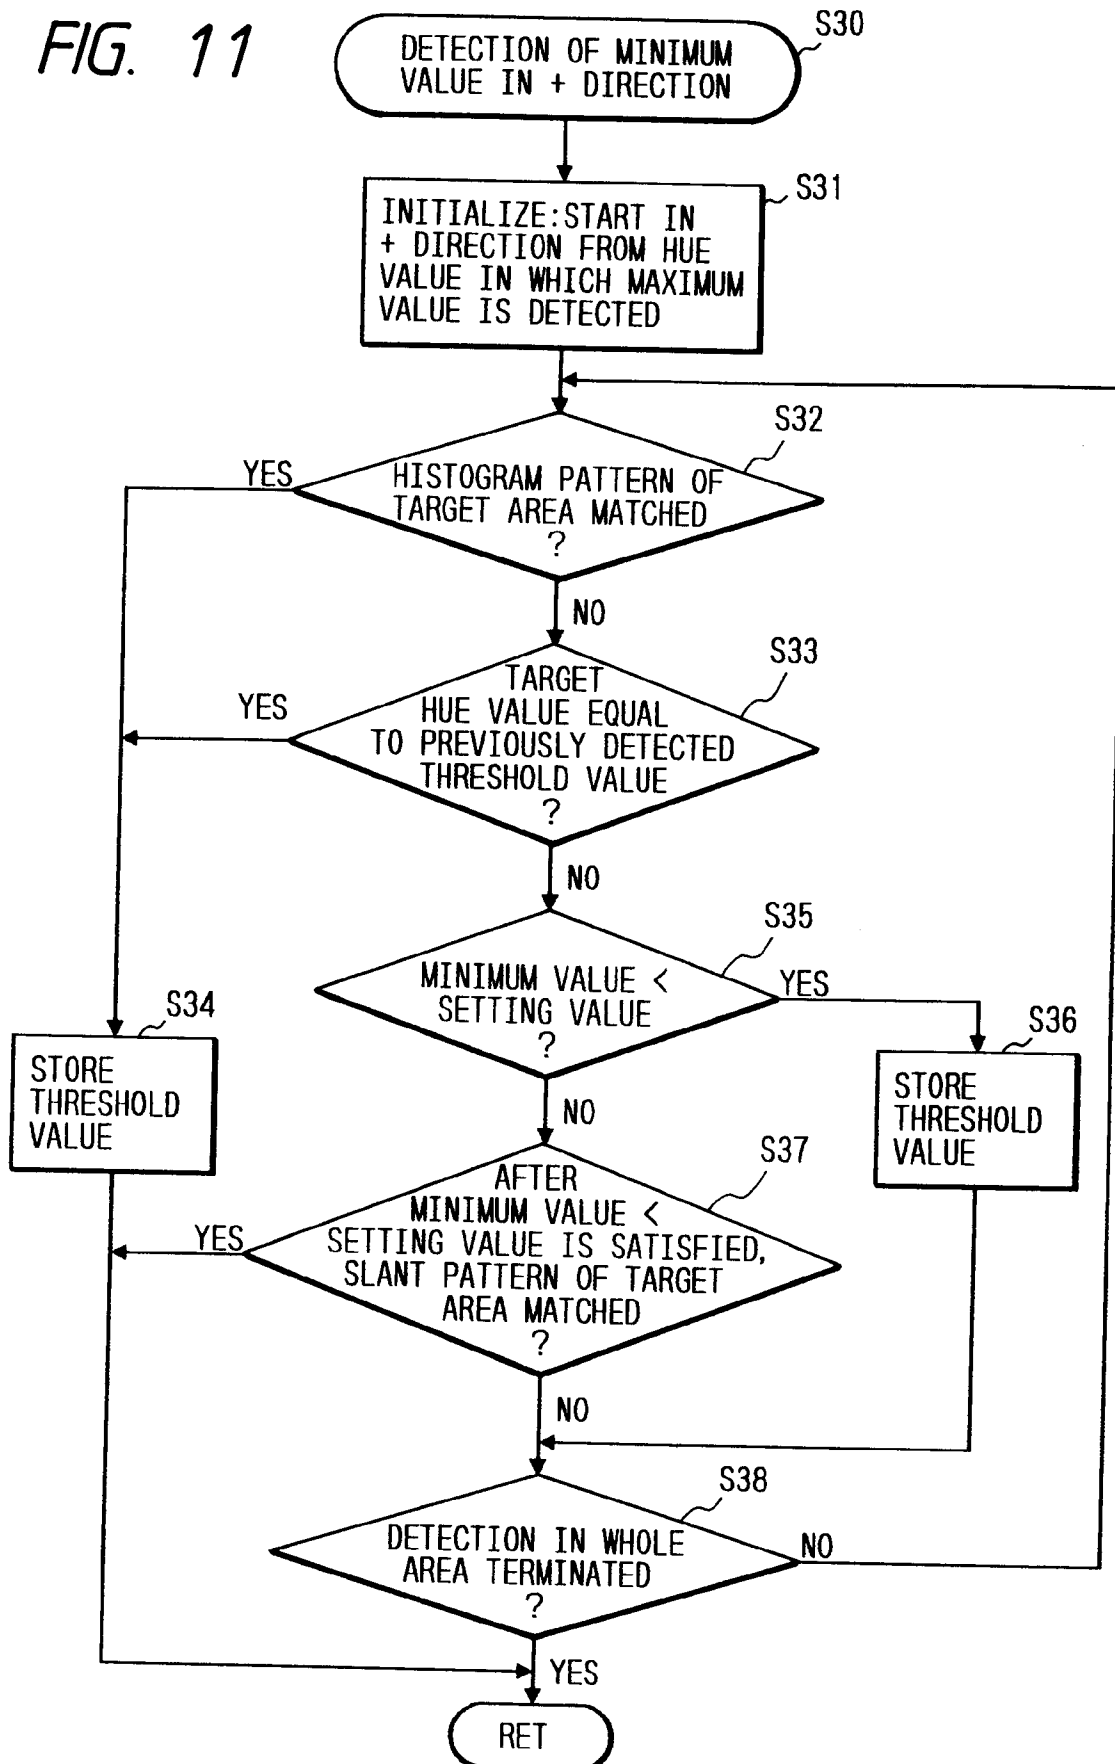 FIG. 11
S30
DETECTION OF MINIMUM
VALUE IN + DIRECTION
S31
INITIALIZE:START IN
+ DIRECTION FROM HUE
VALUE IN WHICH MAXIMUM
VALUE IS DETECTED
S32
YES
HISTOGRAM PATTERN OF
TARGET AREA MATCHED
?
NO
S33
YES
TARGET
HUE VALUE EQUAL
TO PREVIOUSLY DETECTED
THRESHOLD VALUE
?
NO
S35
MINIMUM VALUE <
SETTING VALUE
?
YES
S34
STORE
THRESHOLD
VALUE
S36
STORE
THRESHOLD
VALUE
NO
S37
YES
AFTER
MINIMUM VALUE <
SETTING VALUE IS SATISFIED,
SLANT PATTERN OF TARGET
AREA MATCHED
?
NO
S38
DETECTION IN WHOLE
AREA TERMINATED
?
NO
YES
RET